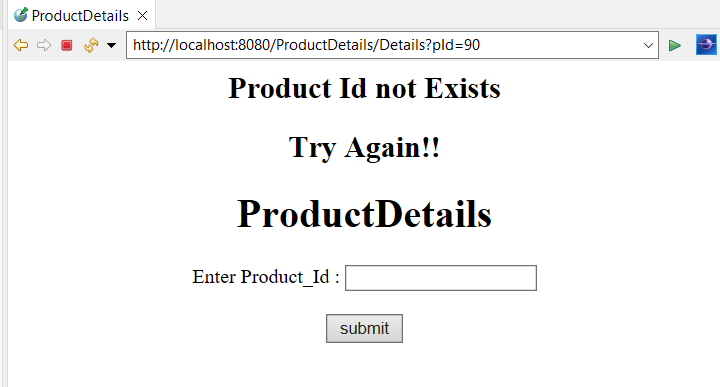 ProductDetails
http://localhost:8080/ProductDetails/Details?pId=90
Product Id not Exists
Try Again!!
ProductDetails
Enter Product_Id :
submit